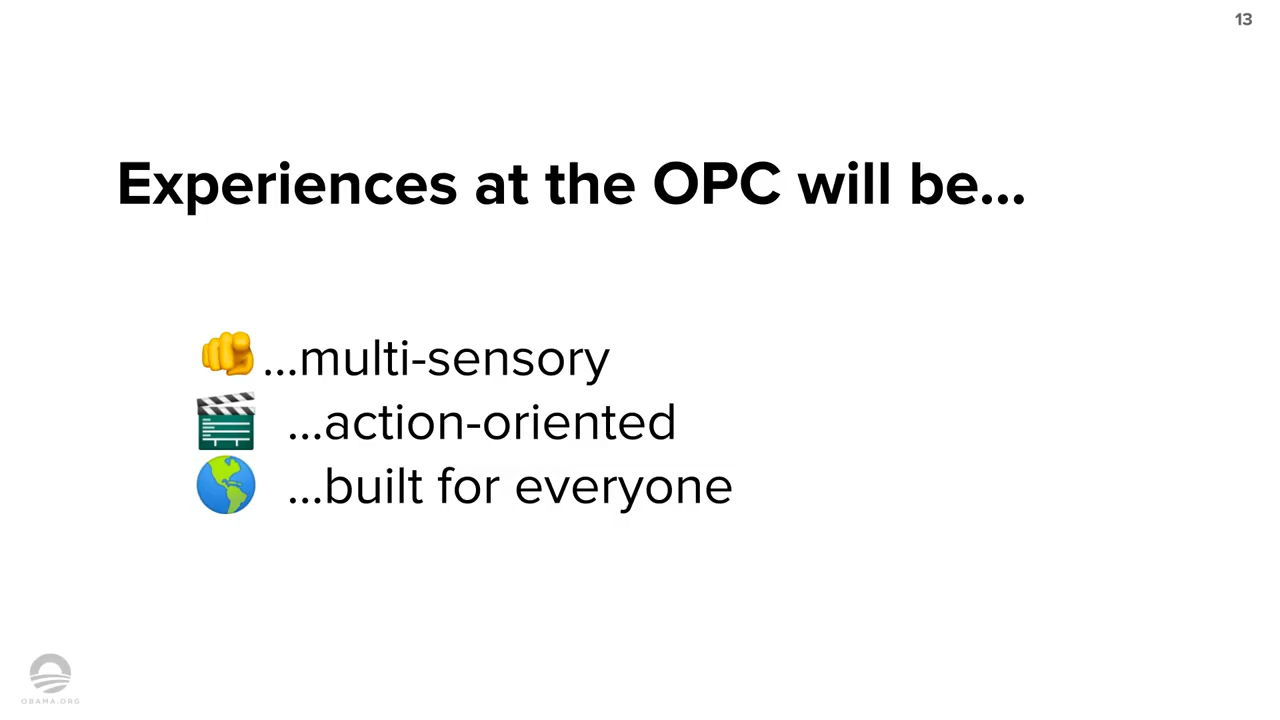 13
Experiences at the OPC will be...
...multi-sensory
...action-oriented
...built for everyone
OBAMA.ORG